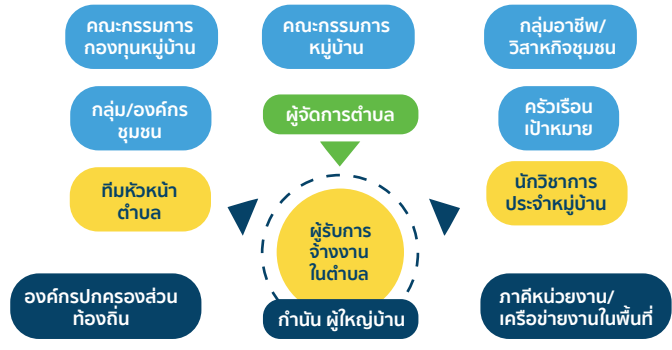 คณะกรรมการ
กองทุนหมู่บ้าน
คณะกรรมการ
หมู่บ้าน
กลุ่มอาชีพ/
วิสาหกิจชุมชน
กลุ่ม/องค์กร
ชุมชน
ผู้จัดการตำบล
ครัวเรือน
เป้าหมาย
ทีมหัวหน้า
ตำบล
นักวิชาการ
ประจำหมู่บ้าน
ผู้รับการ
จ้างงาน
ในตำบล
องค์กรปกครองส่วน
ท้องถิ่น
กำนัน ผู้ใหญ่บ้าน
ภาคีหน่วยงาน/
เครือข่ายงานในพื้นที่